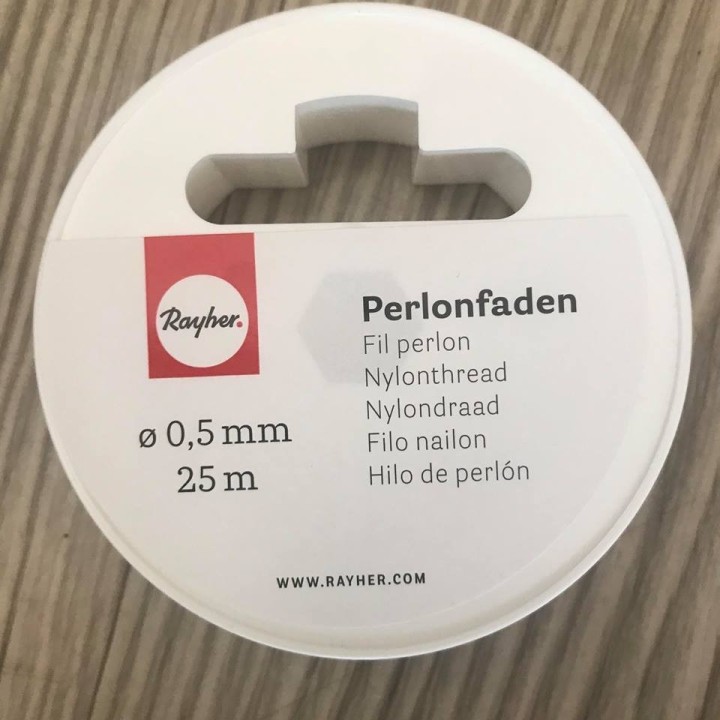 Rayher.
Perlonfaden
Fil perlon
Nylonthread
Nylondraad
Filo nailon
Hilo de perlón
ø 0,5 mm
25 m
WWW.RAYHER.COM